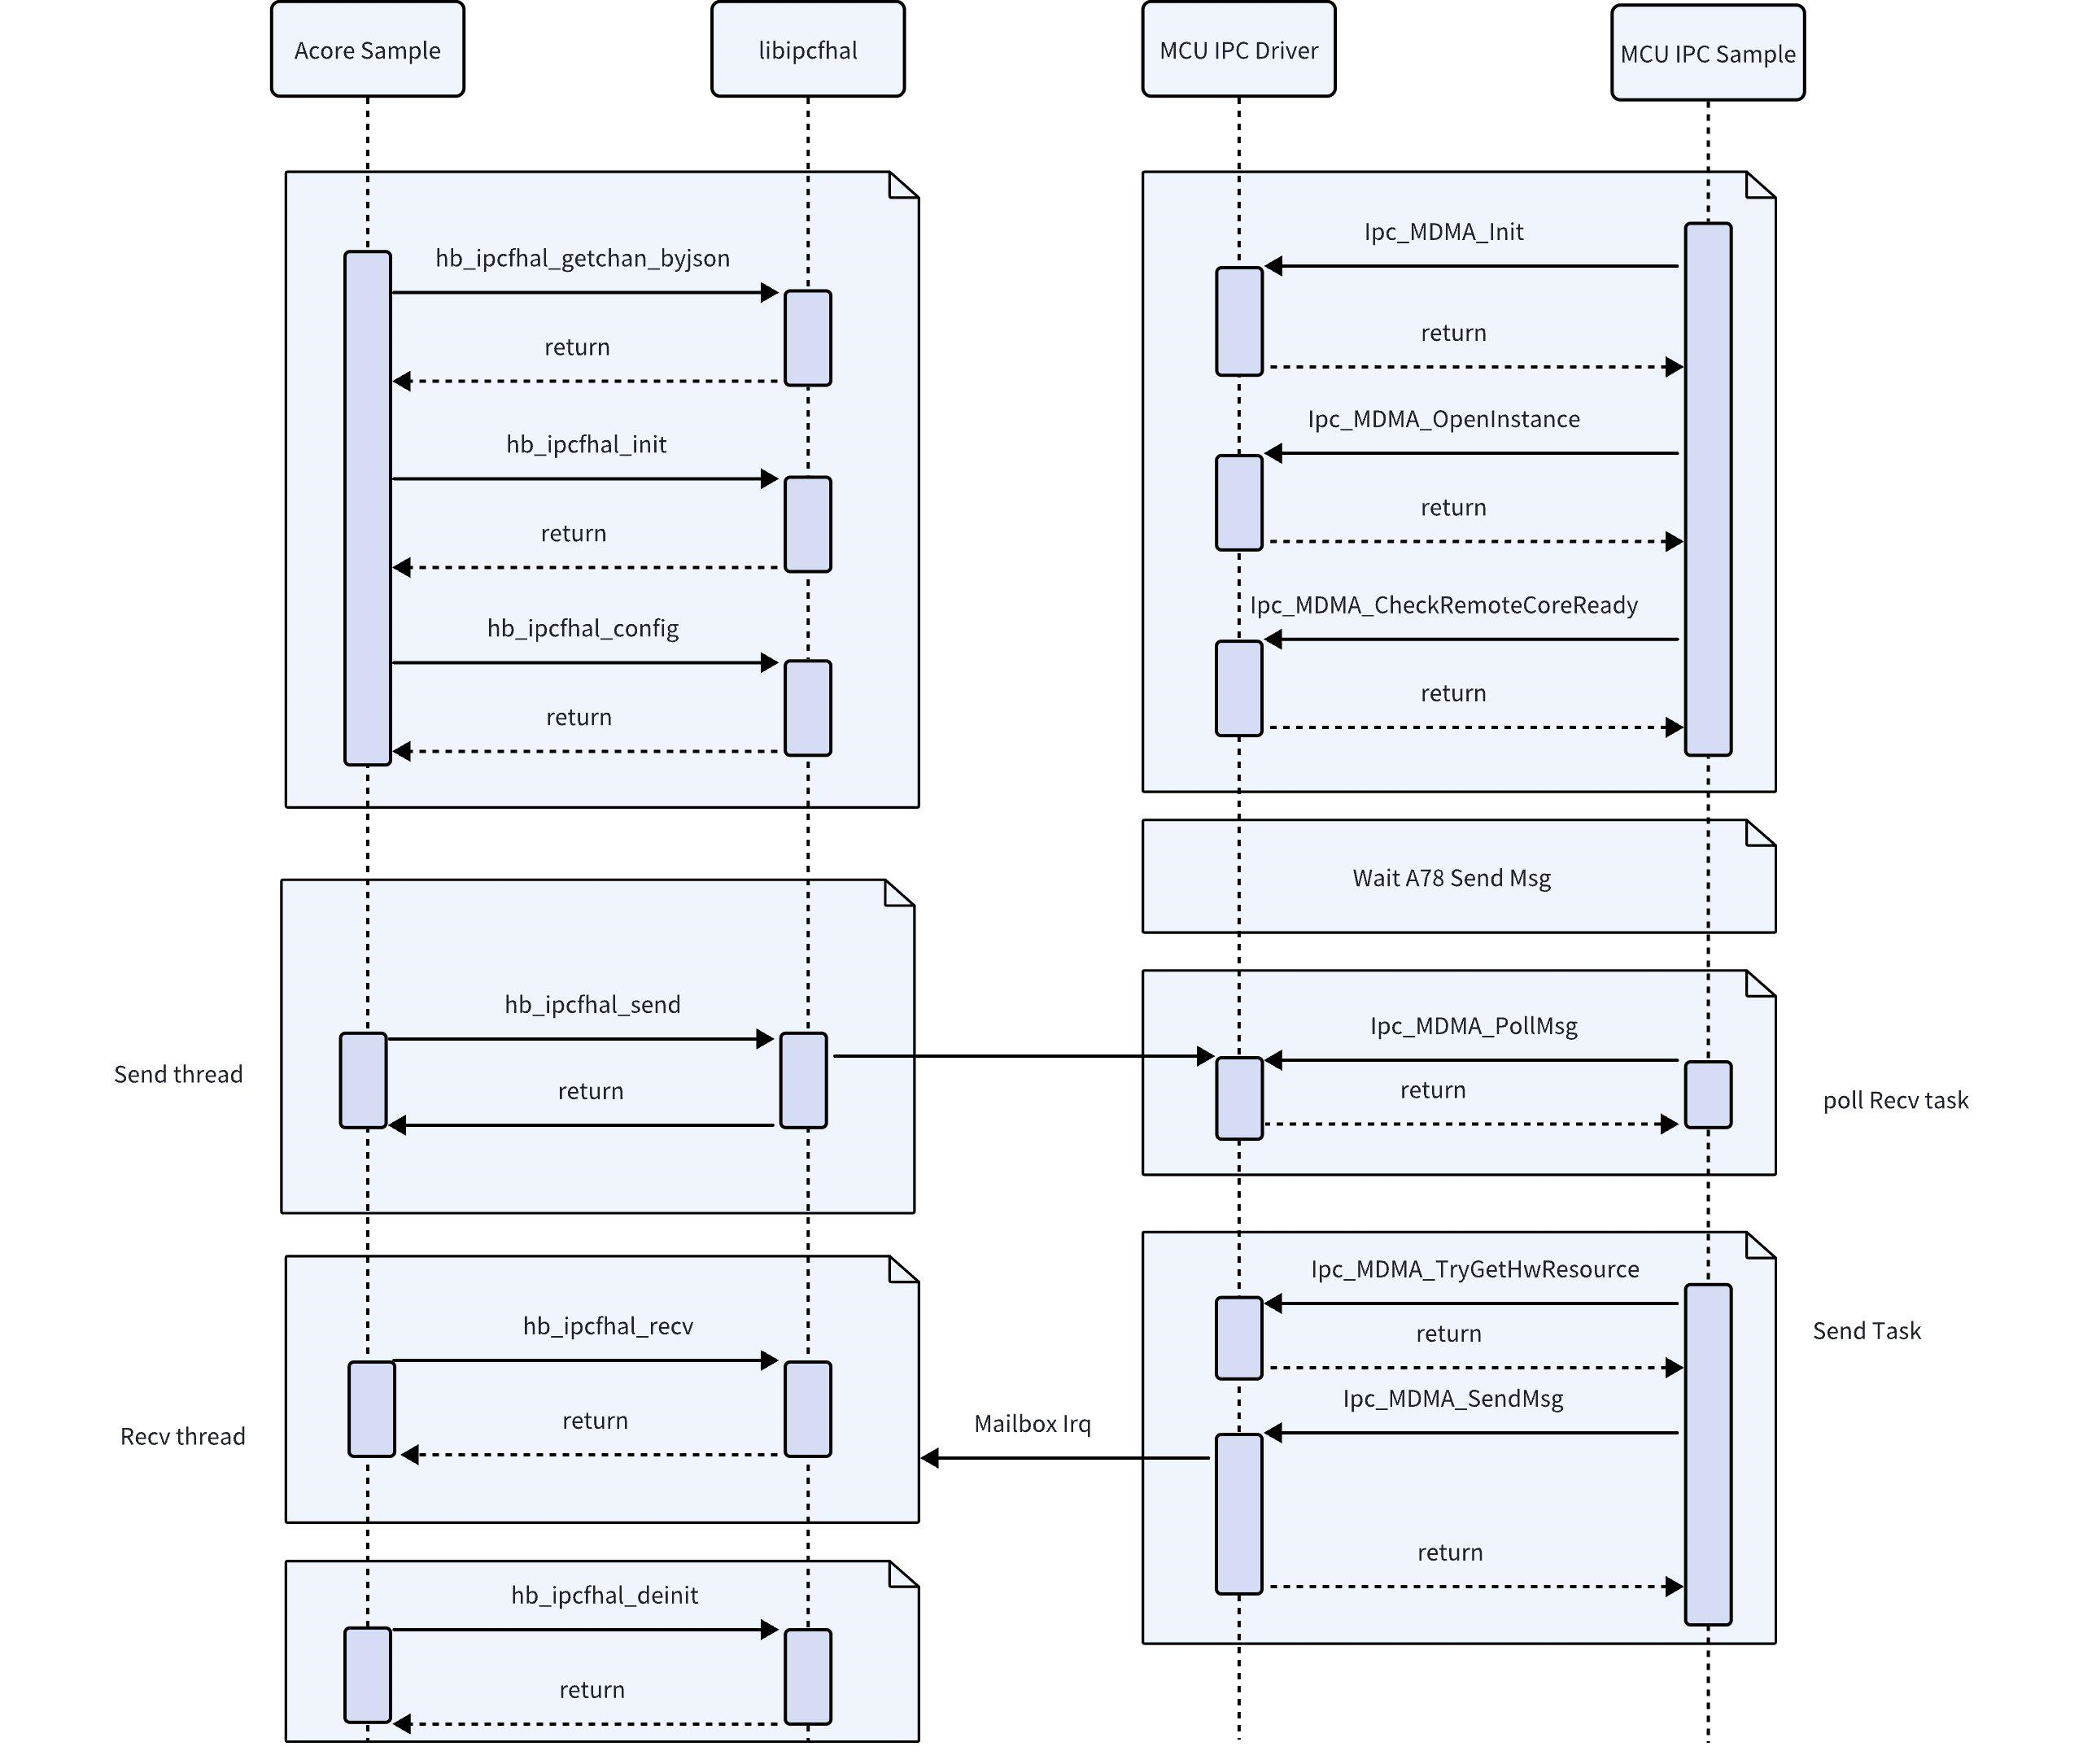 Acore Sample
libipcfhal
MCU IPC Driver
MCU IPC Sample
hb_ipcfhal_getchan_byjson
return
hb_ipcfhal_init
return
hb_ipcfhal_config
return
Ipc_MDMA_Init
return
Ipc_MDMA_OpenInstance
return
Ipc_MDMA_CheckRemoteCoreReady
return
Wait A78 Send Msg
Send thread
hb_ipcfhal_send
return
Ipc_MDMA_PollMsg
return
poll Recv task
Recv thread
hb_ipcfhal_recv
return
Mailbox Irq
Ipc_MDMA_TryGetHwResource
return
Ipc_MDMA_SendMsg
return
Send Task
hb_ipcfhal_deinit
return